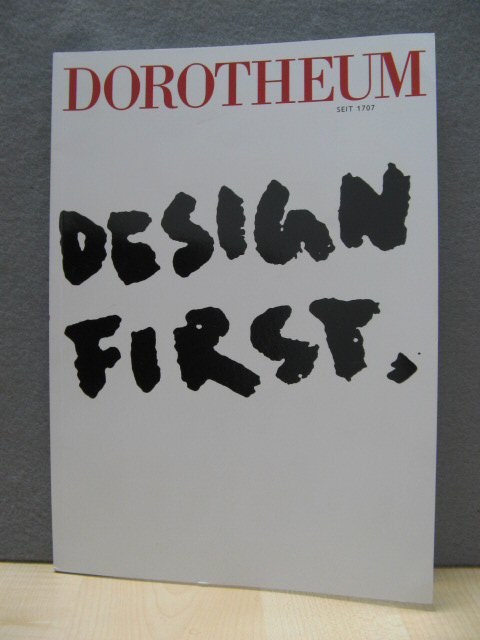 DOROTHEUM
SEIT 1707
DESIGN
FIRST,